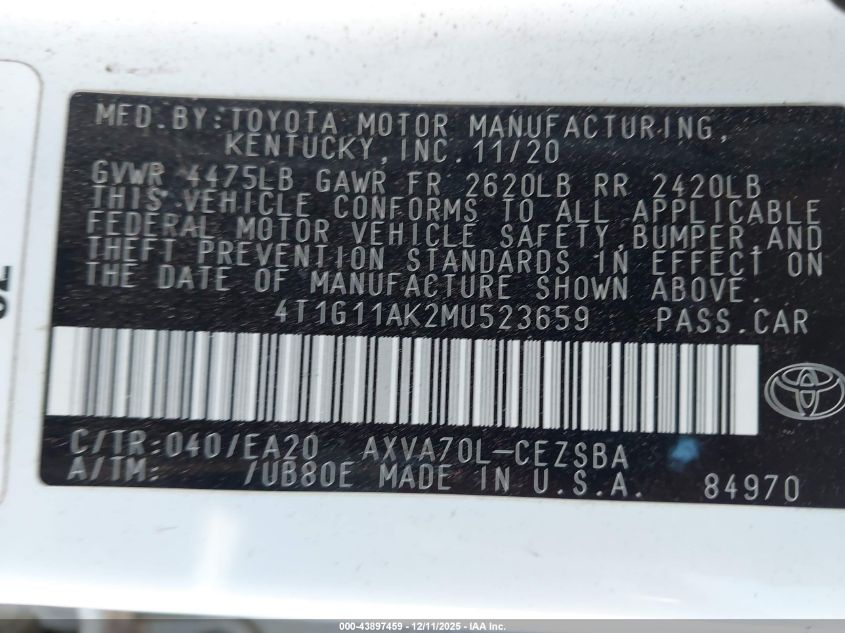 MFD.BY:TOYOTA MOTOR MANUFACTURING,
KENTUCKY,INC.11/20
GVWR 4475LB GAWR FR 2620LB RR 2420LB
THIS VEHICLE CONFORMS TO ALL APPLICABLE
FEDERAL MOTOR VEHICLE SAFETY,BUMPER,AND
THEFT PREVENTION STANDARDS IN EFFECT ON
THE DATE OF MANUFACTURE SHOWN ABOVE.
4T1G11AK2MU523659 PASS.CAR
C/TR:040/EA20 AXVA70L-CEZSBA
A/TM: /UB80E MADE IN U.S.A. 84970
000-43897459 - 12/11/2025 - IAA Inc.